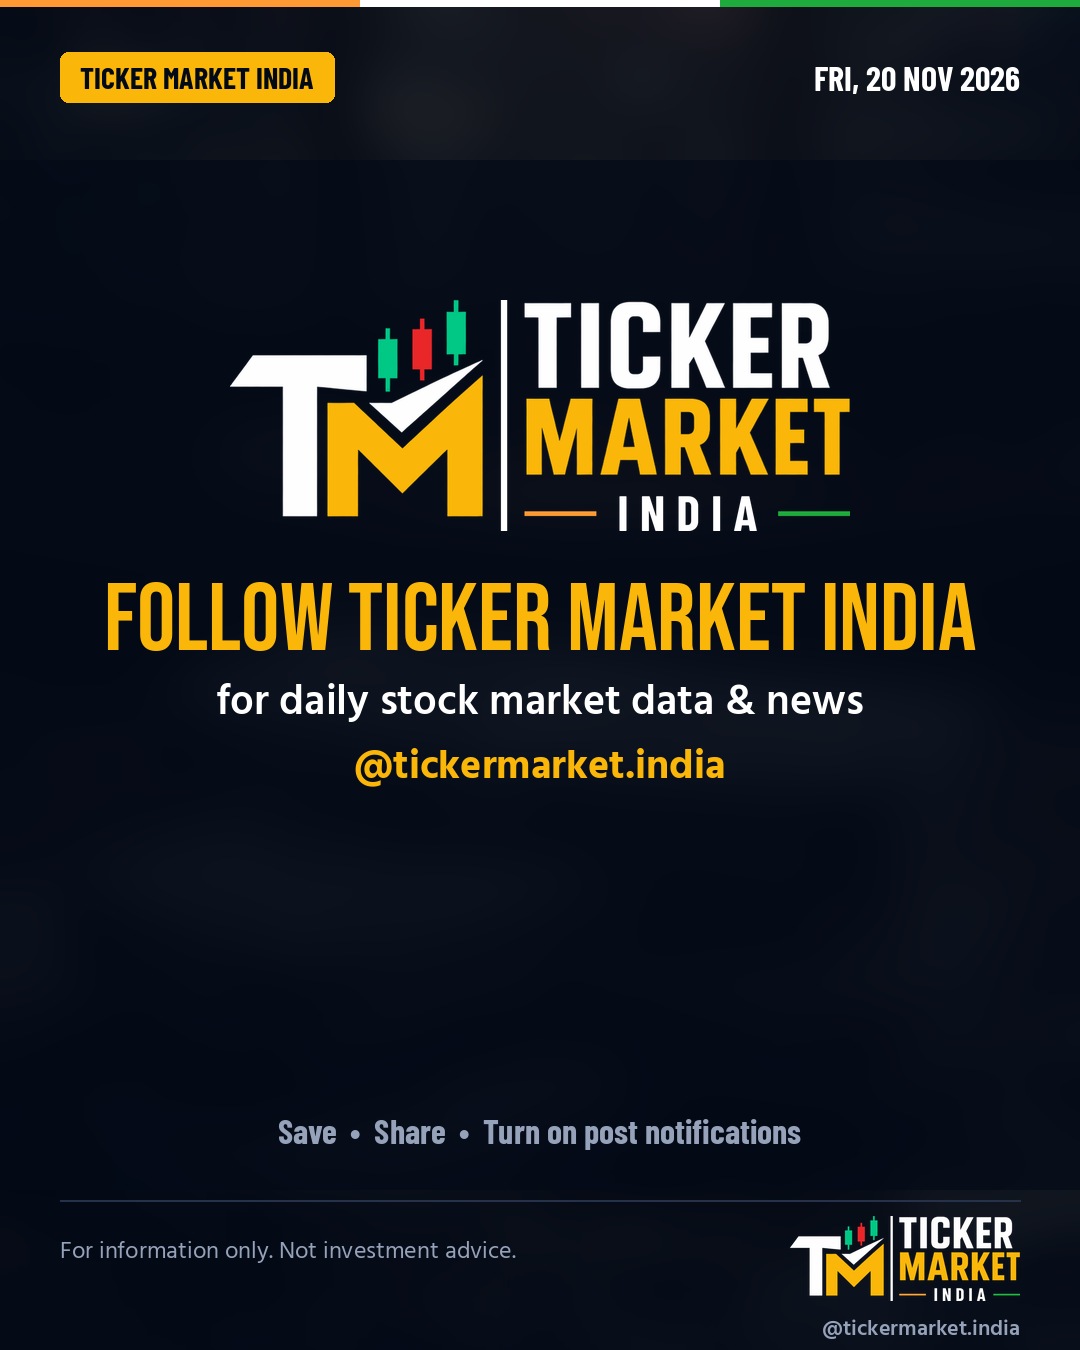 TICKER MARKET INDIA
FRI, 20 NOV 2026
TM
TICKER
MARKET
INDIA
FOLLOW TICKER MARKET INDIA
for daily stock market data & news
@tickermarket.india
Save • Share • Turn on post notifications
For information only. Not investment advice.
TM
TICKER
MARKET
INDIA
@tickermarket.india